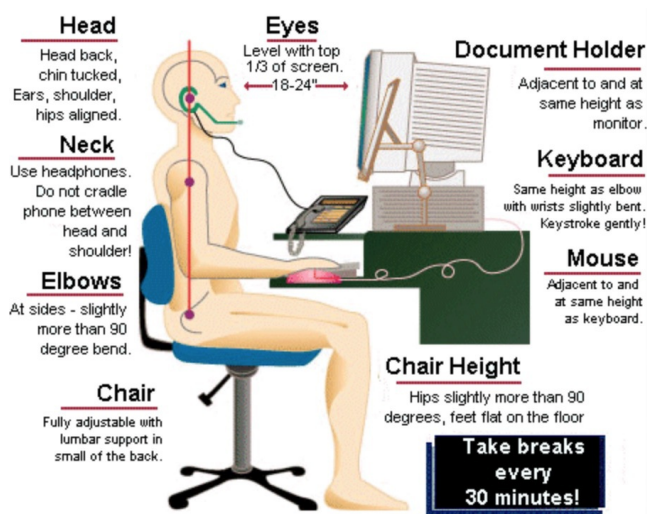 Head
Head back,
chin tucked,
Ears, shoulder,
hips aligned.
Neck
Use headphones.
Do not cradle
phone between
head and
shoulder!
Elbows
At sides - slightly
more than 90
degree bend.
Chair
Fully adjustable with
lumbar support in
small of the back.
Eyes
Level with top
1/3 of screen.
18-24"
Document Holder
Adjacent to and at
same height as
monitor.
Keyboard
Same height as elbow
with wrists slightly bent.
Keystroke gently!
Mouse
Adjacent to and
at same height
as keyboard.
Chair Height
Hips slightly more than 90
degrees, feet flat on the floor
Take breaks
every
30 minutes!